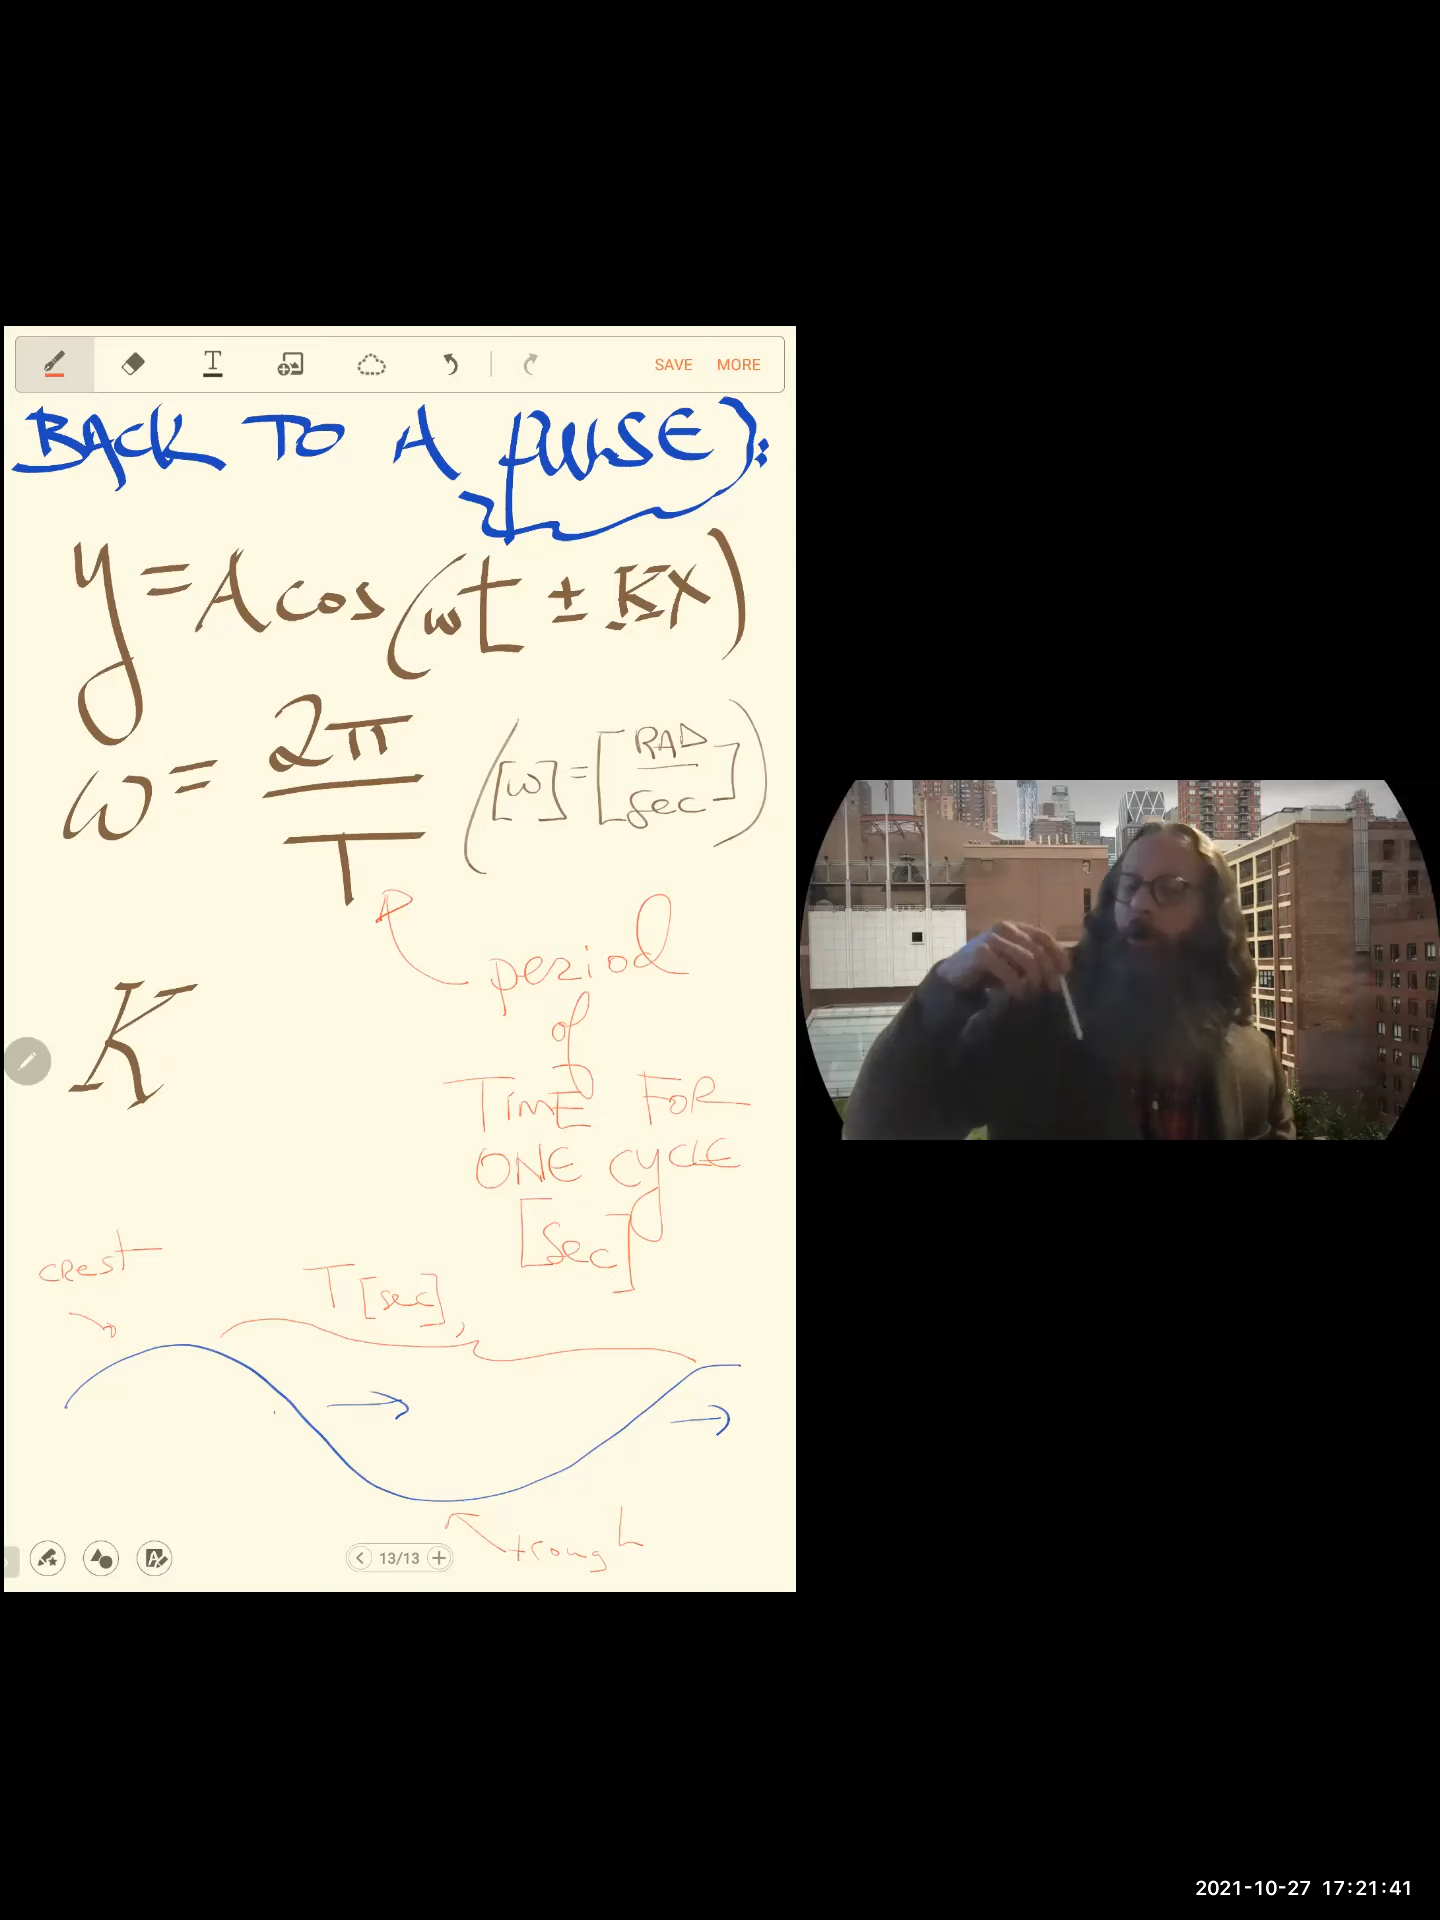 SAVE MORE
BACK TO A PULSE:
y = A cos (ωt ± Kx)
ω = 2π / T ([ω] = [RAD / sec])
period
of
TIME FOR
ONE CYCLE
[sec]
K
crest
T [sec]
trough
13/13
2021-10-27 17:21:41